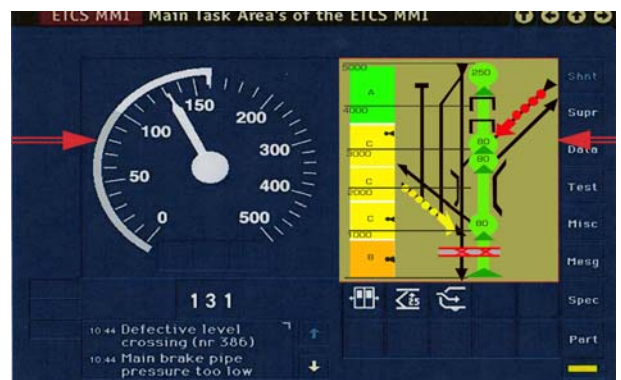 ETCS MMI Main Task Area's of the ETCS MMI
150
200
100
300
50
400
0
500
5000
4000
3000
2000
1000
A
C
C
C
B
250
80
80
80
Shnt
Supr
Data
Test
Misc
Mesg
Spec
Part
25
131
10:44 Defective level
crossing (nr 386)
10:44 Main brake pipe
pressure too low